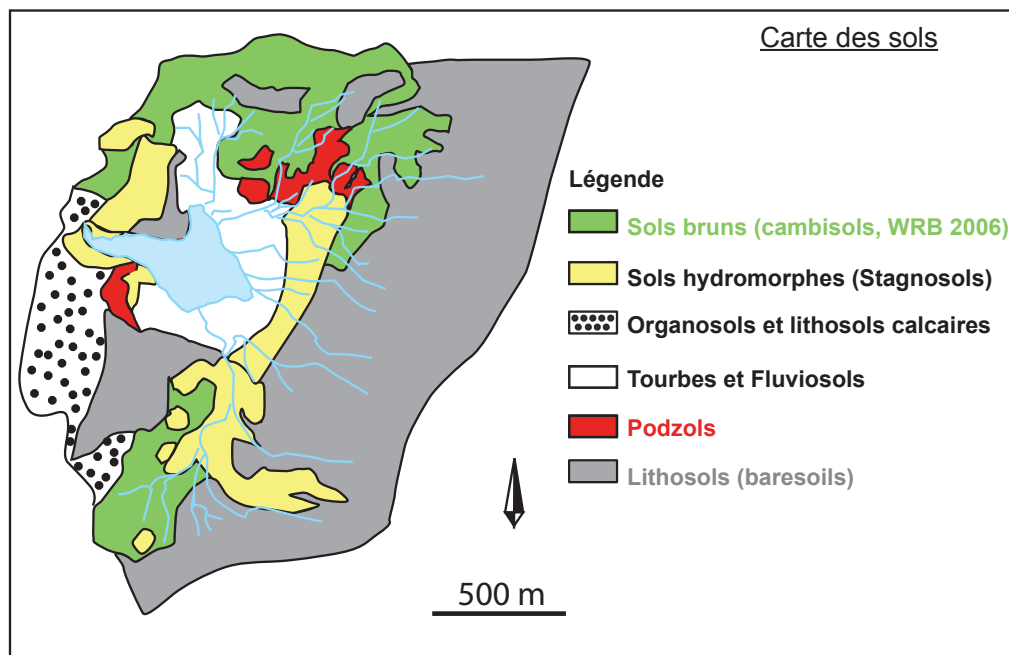 Carte des sols
Légende
Sols bruns (cambisols, WRB 2006)
Sols hydromorphes (Stagnosols)
Organosols et lithosols calcaires
Tourbes et Fluviosols
Podzols
Lithosols (baresoils)
500 m